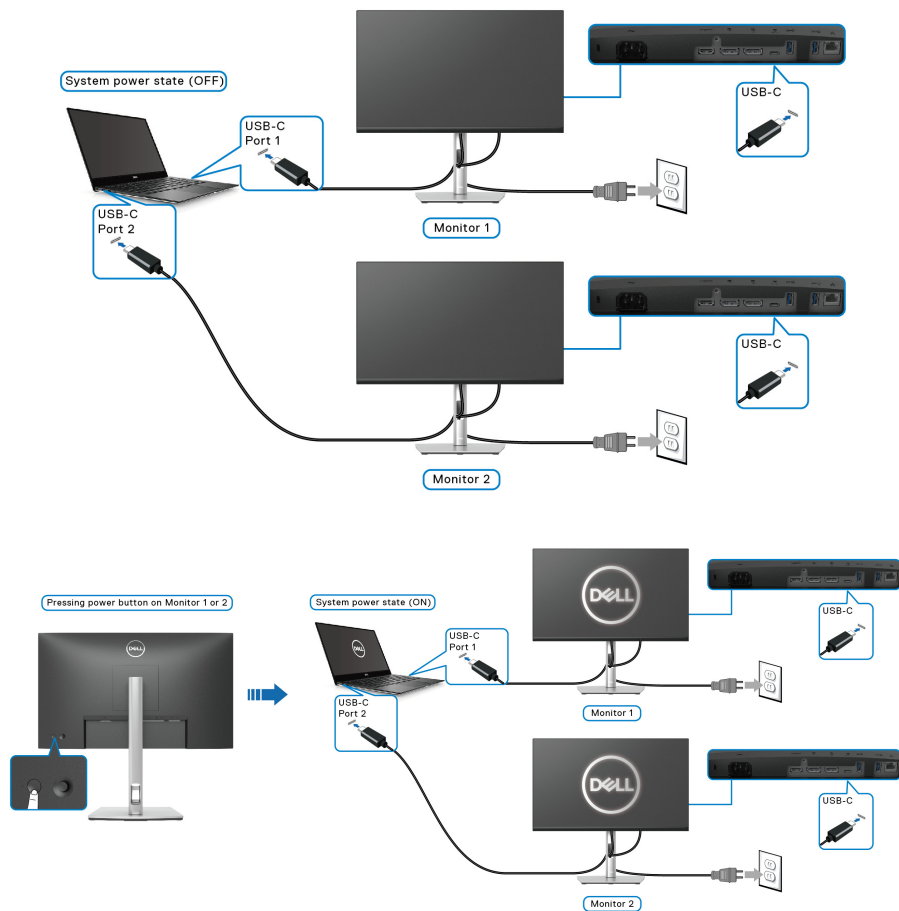 System power state (OFF)
USB-C
Port 1
USB-C
Monitor 1
USB-C
Port 2
USB-C
Monitor 2
Pressing power button on Monitor 1 or 2
System power state (ON)
DELL
DELL
DELL
USB-C
Port 1
USB-C
Monitor 1
USB-C
Port 2
DELL
USB-C
Monitor 2